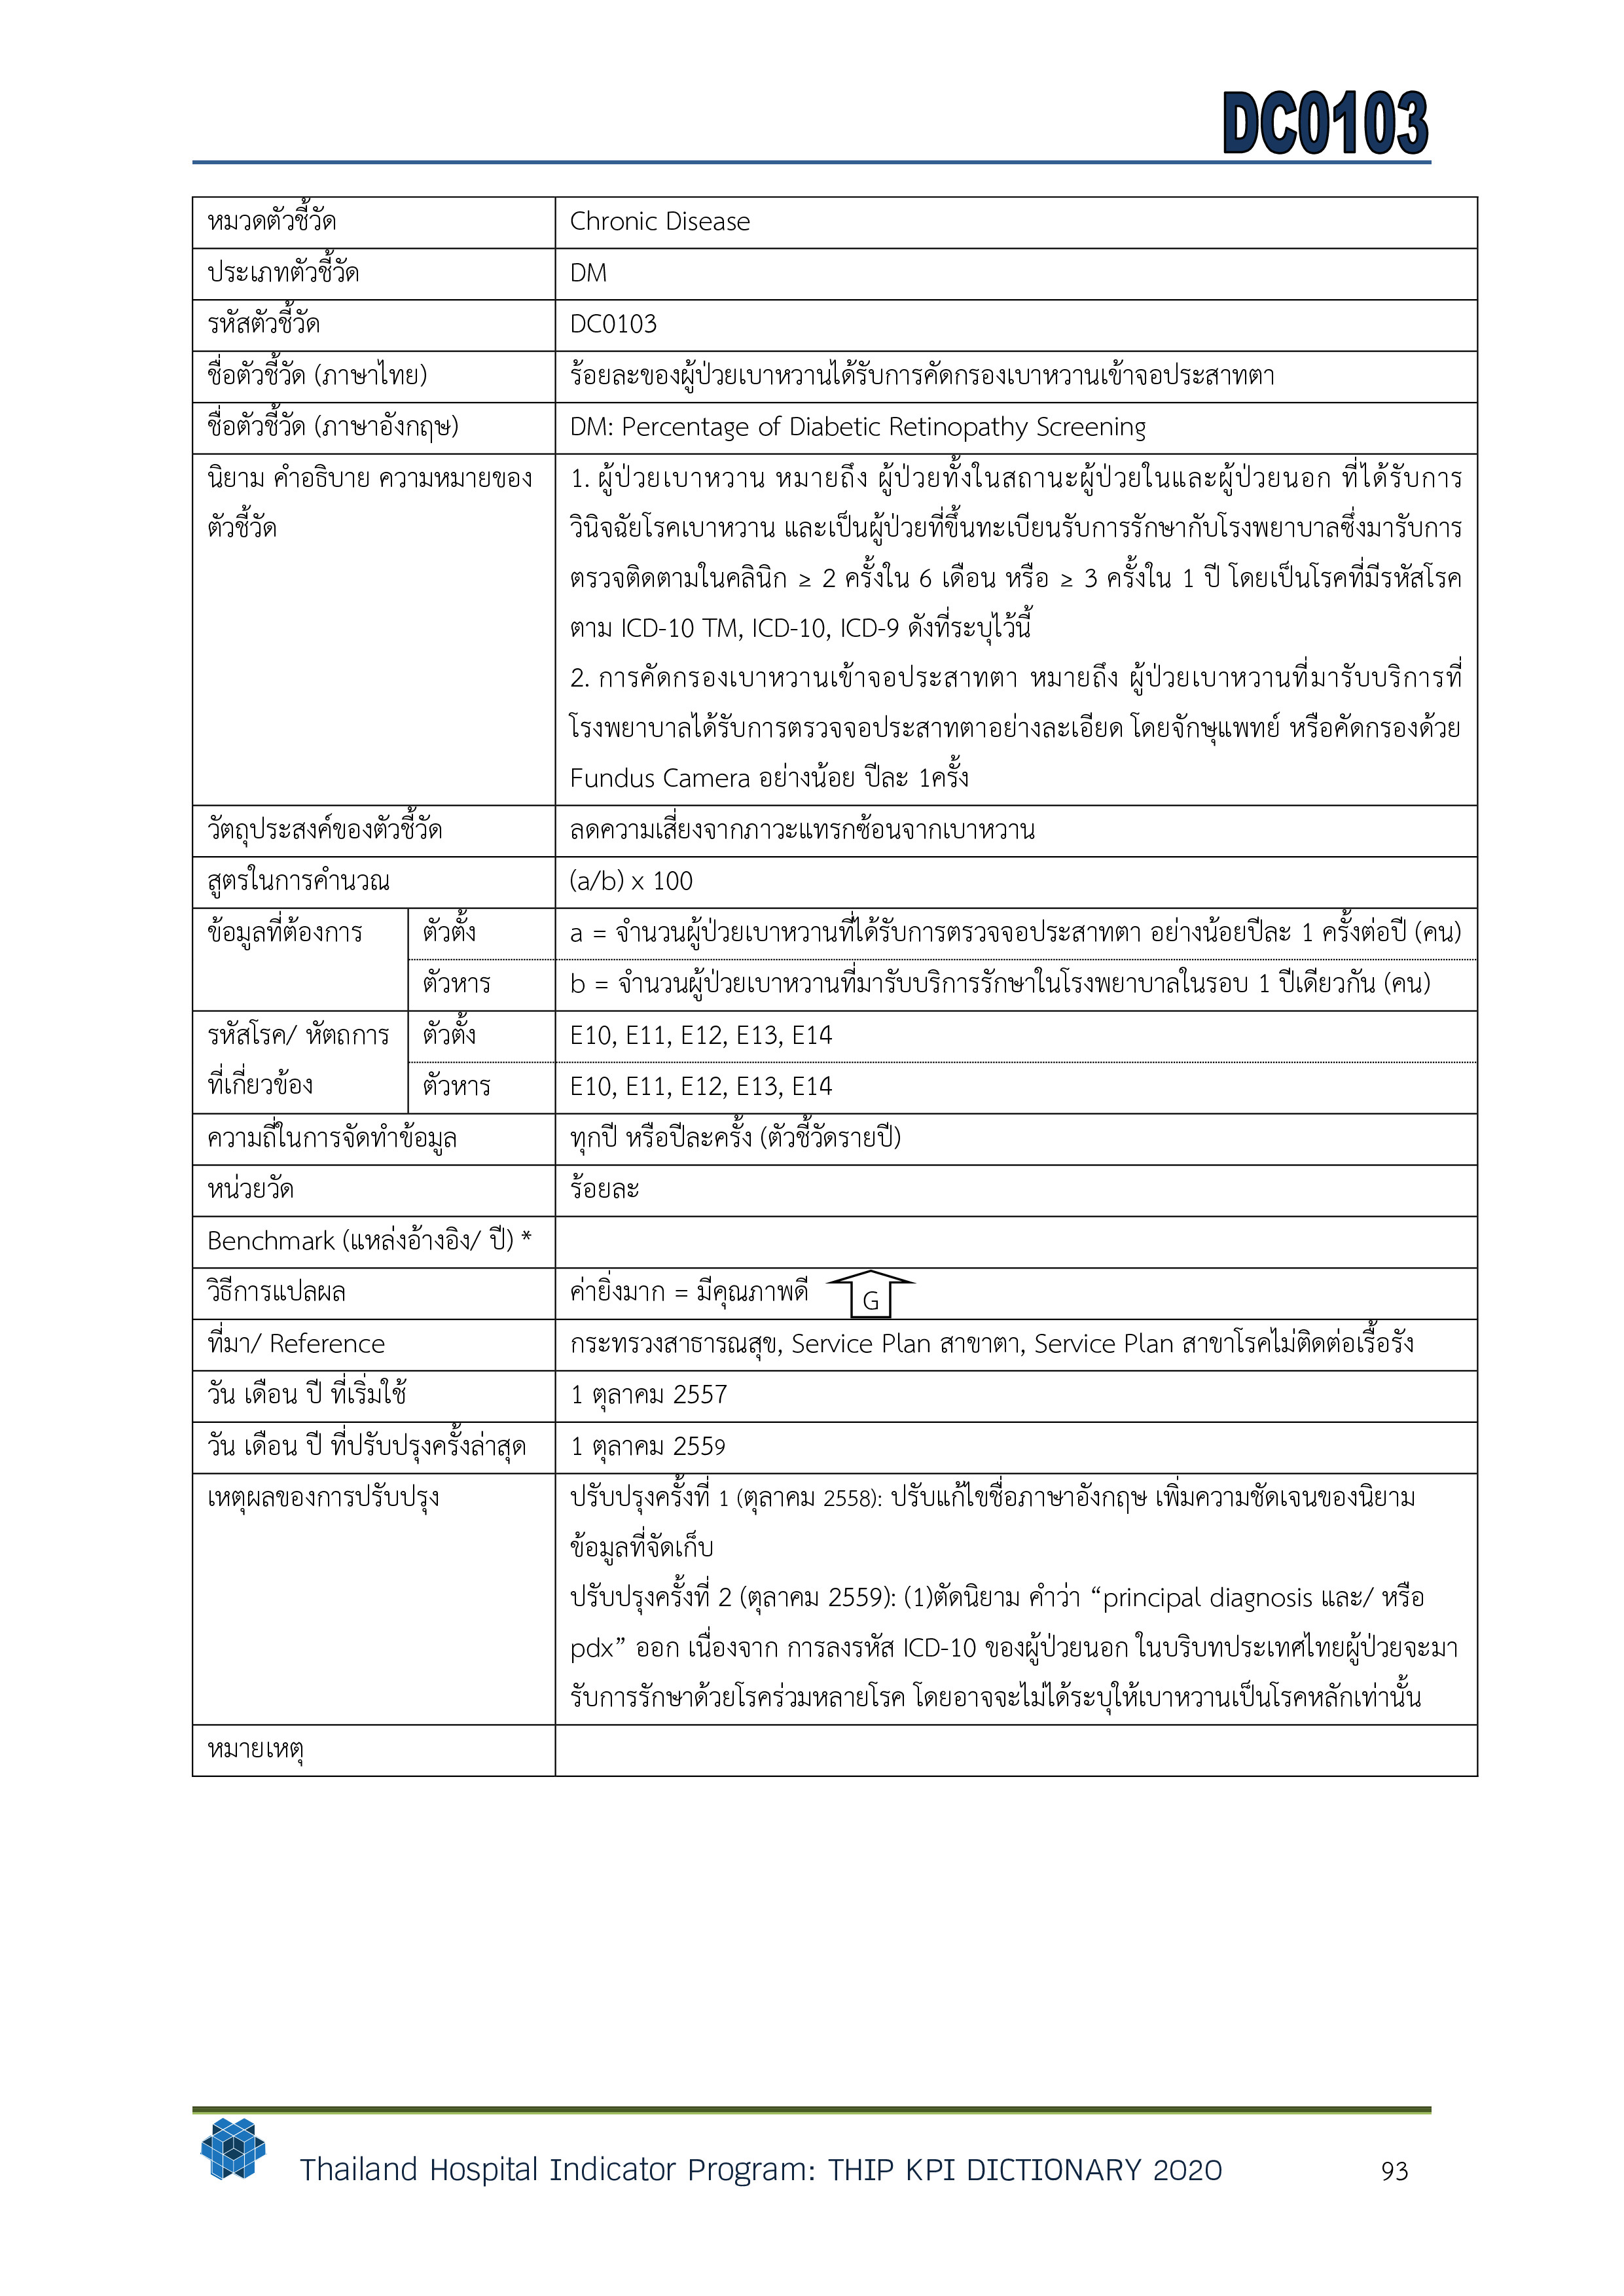 DC0103
หมวดตัวชี้วัด Chronic Disease
ประเภทตัวชี้วัด DM
รหัสตัวชี้วัด DC0103
ชื่อตัวชี้วัด (ภาษาไทย) ร้อยละของผู้ป่วยเบาหวานได้รับการคัดกรองเบาหวานเข้าจอประสาทตา
ชื่อตัวชี้วัด (ภาษาอังกฤษ) DM: Percentage of Diabetic Retinopathy Screening
นิยาม คำอธิบาย ความหมายของ
ตัวชี้วัด
1. ผู้ป่วยเบาหวาน หมายถึง ผู้ป่วยทั้งในสถานะผู้ป่วยในและผู้ป่วยนอก ที่ได้รับการ
วินิจฉัยโรคเบาหวาน และเป็นผู้ป่วยที่ขึ้นทะเบียนรับการรักษากับโรงพยาบาลซึ่งมารับการ
ตรวจติดตามในคลินิก ≥ 2 ครั้งใน 6 เดือน หรือ ≥ 3 ครั้งใน 1 ปี โดยเป็นโรคที่มีรหัสโรค
ตาม ICD-10 TM, ICD-10, ICD-9 ดังที่ระบุไว้นี้
2. การคัดกรองเบาหวานเข้าจอประสาทตา หมายถึง ผู้ป่วยเบาหวานที่มารับบริการที่
โรงพยาบาลได้รับการตรวจจอประสาทตาอย่างละเอียด โดยจักษุแพทย์ หรือคัดกรองด้วย
Fundus Camera อย่างน้อย ปีละ 1ครั้ง
วัตถุประสงค์ของตัวชี้วัด ลดความเสี่ยงจากภาวะแทรกซ้อนจากเบาหวาน
สูตรในการคำนวณ (a/b) x 100
ข้อมูลที่ต้องการ ตัวตั้ง a = จำนวนผู้ป่วยเบาหวานที่ได้รับการตรวจจอประสาทตา อย่างน้อยปีละ 1 ครั้งต่อปี (คน)
ตัวหาร b = จำนวนผู้ป่วยเบาหวานที่มารับบริการรักษาในโรงพยาบาลในรอบ 1 ปีเดียวกัน (คน)
รหัสโรค/ หัตถการ ตัวตั้ง E10, E11, E12, E13, E14
ที่เกี่ยวข้อง ตัวหาร E10, E11, E12, E13, E14
ความถี่ในการจัดทำข้อมูล ทุกปี หรือปีละครั้ง (ตัวชี้วัดรายปี)
หน่วยวัด ร้อยละ
Benchmark (แหล่งอ้างอิง/ ปี) *
วิธีการแปลผล ค่ายิ่งมาก = มีคุณภาพดี G
ที่มา/ Reference กระทรวงสาธารณสุข, Service Plan สาขาตา, Service Plan สาขาโรคไม่ติดต่อเรื้อรัง
วัน เดือน ปี ที่เริ่มใช้ 1 ตุลาคม 2557
วัน เดือน ปี ที่ปรับปรุงครั้งล่าสุด 1 ตุลาคม 2559
เหตุผลของการปรับปรุง ปรับปรุงครั้งที่ 1 (ตุลาคม 2558): ปรับแก้ไขชื่อภาษาอังกฤษ เพิ่มความชัดเจนของนิยาม
ข้อมูลที่จัดเก็บ
ปรับปรุงครั้งที่ 2 (ตุลาคม 2559): (1)ตัดนิยาม คำว่า “principal diagnosis และ/ หรือ
pdx” ออก เนื่องจาก การลงรหัส ICD-10 ของผู้ป่วยนอก ในบริบทประเทศไทยผู้ป่วยจะมา
รับการรักษาด้วยโรคร่วมหลายโรค โดยอาจจะไม่ได้ระบุให้เบาหวานเป็นโรคหลักเท่านั้น
หมายเหตุ
Thailand Hospital Indicator Program: THIP KPI DICTIONARY 2020 93